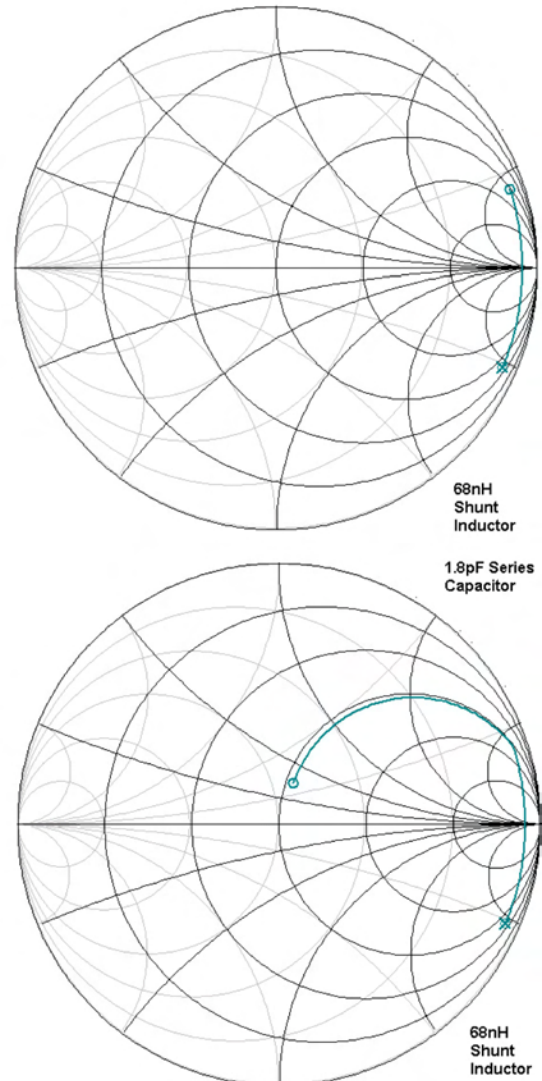 68nH
Shunt
Inductor
1.8pF Series
Capacitor
68nH
Shunt
Inductor